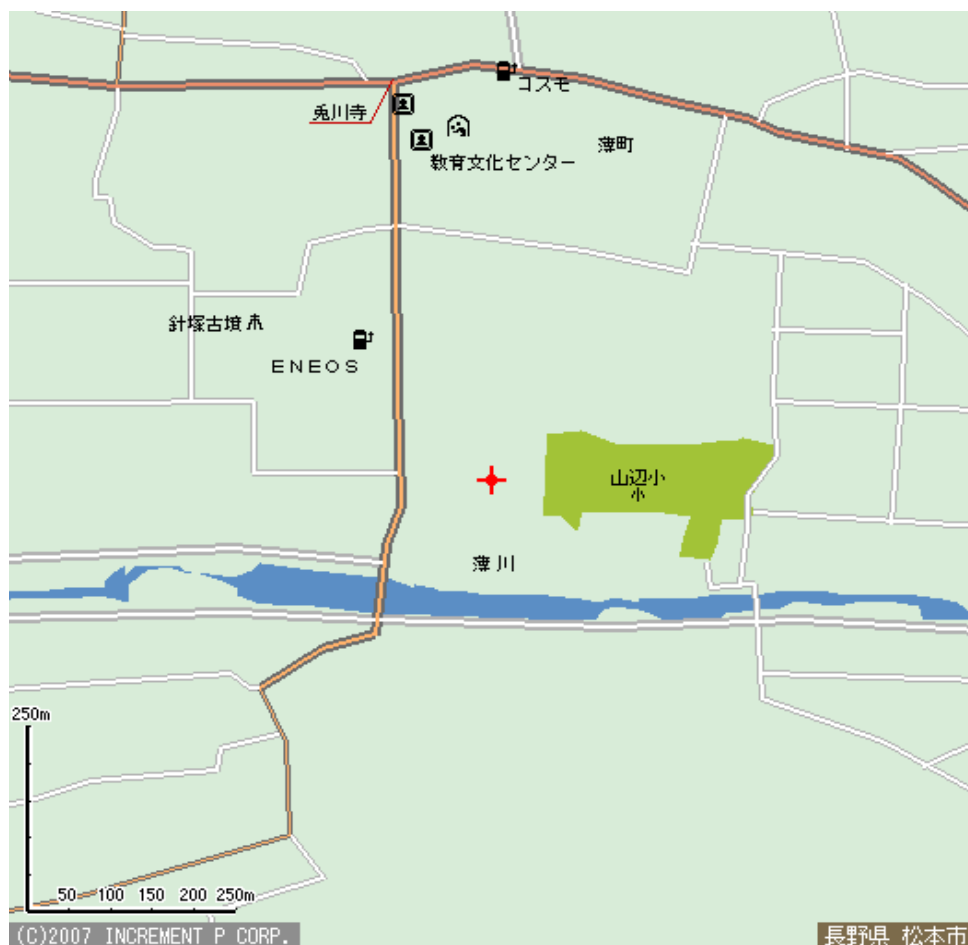 コスモ
兎川寺
教育文化センター
薄町
針塚古墳
ENEOS
山辺小
小
薄川
250m
50 100 150 200 250m
(C)2007 INCREMENT P CORP.
長野県 松本市